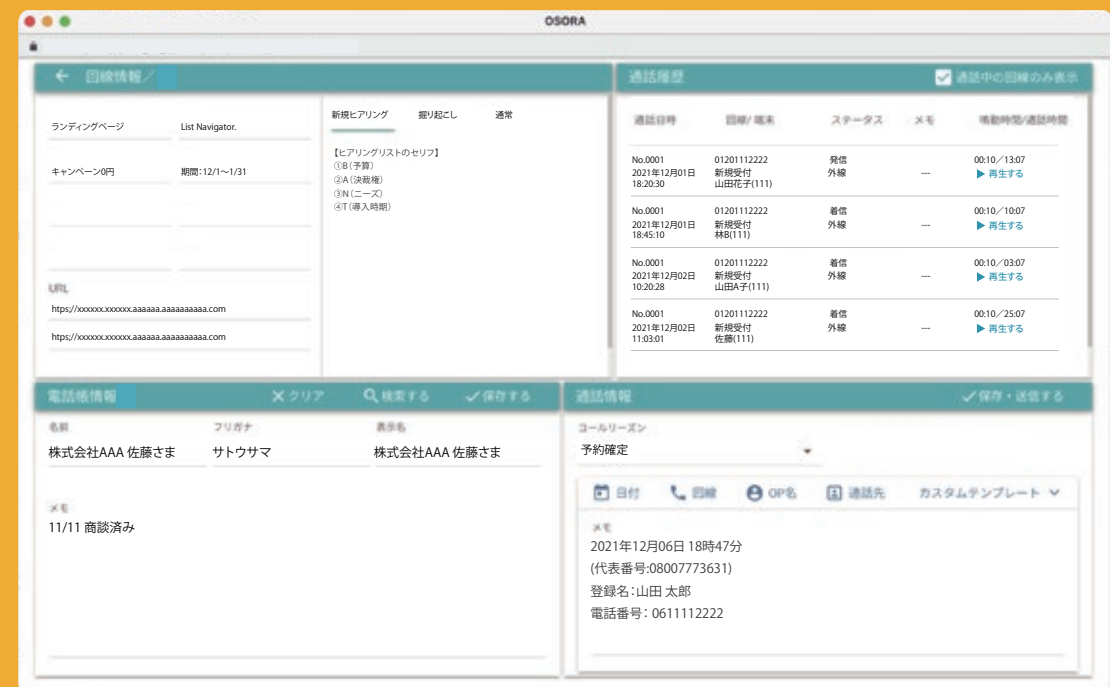 OSORA
← 回線情報／
ランディングページ List Navigator.
キャンペーン0円 期間：12/1〜1/31
URL
htps;//xxxxxx.xxxxxx.aaaaaa.aaaaaaaaaa.com
htps;//xxxxxx.xxxxxx.aaaaaa.aaaaaaaaaa.com
新規ヒアリング 掘り起こし 通常
【ヒアリングリストのセリフ】
①B（予算）
②A（決裁権）
③N（ニーズ）
④T（導入時期）
通話履歴 通話中の回線のみ表示
通話日時 回線/ 端末 ステータス メモ 鳴動時間/通話時間
No.0001 01201112222 発信 00:10／13:07
2021年12月01日 新規受付 外線 --- ▶ 再生する
18:20:30 山田花子(111)
No.0001 01201112222 着信 00:10／10:07
2021年12月01日 新規受付 外線 --- ▶ 再生する
18:45:10 林B(111)
No.0001 01201112222 着信 00:10／03:07
2021年12月02日 新規受付 外線 --- ▶ 再生する
10:20:28 山田A子(111)
No.0001 01201112222 着信 00:10／25:07
2021年12月02日 新規受付 外線 --- ▶ 再生する
11:03:01 佐藤(111)
電話帳情報 クリア 検索する 保存する
名前 フリガナ 表示名
株式会社AAA 佐藤さま サトウサマ 株式会社AAA 佐藤さま
メモ
11/11 商談済み
通話情報 保存・送信する
コールリーズン
予約確定
日付 回線 OP名 通話先 カスタムテンプレート
メモ
2021年12月06日 18時47分
(代表番号:08007773631)
登録名：山田 太郎
電話番号： 0611112222